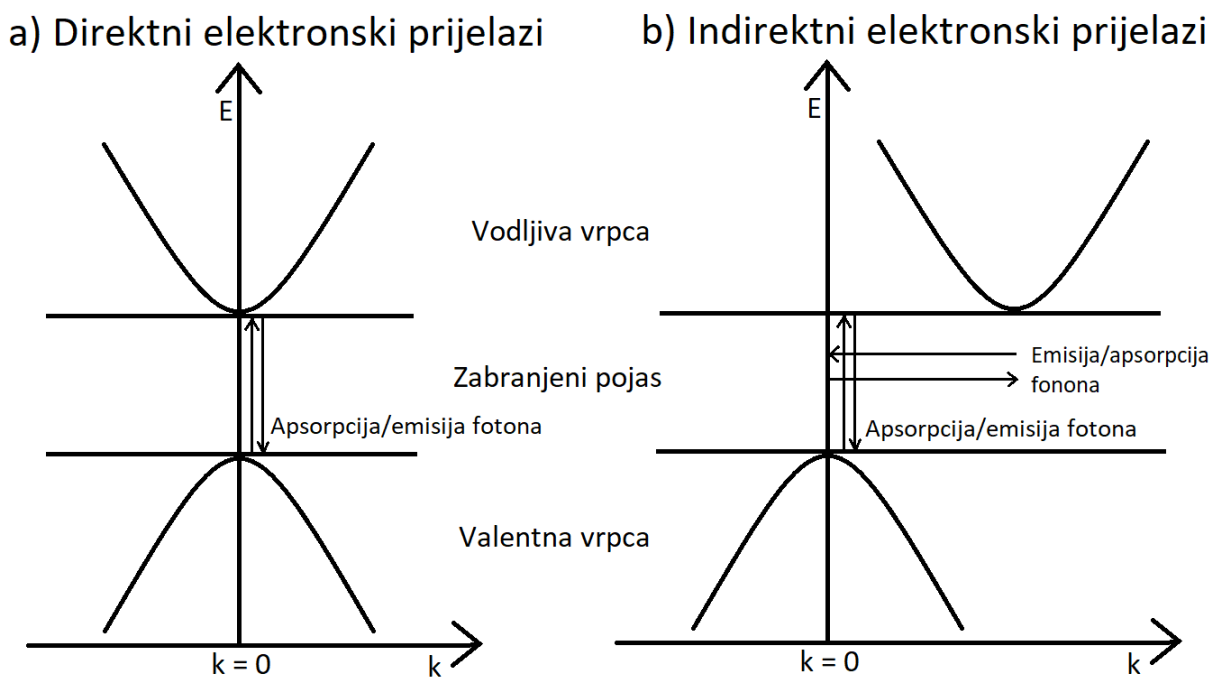 a) Direktni elektronski prijelazi
b) Indirektni elektronski prijelazi
E
E
Vodljiva vrpca
Zabranjeni pojas
Emisija/apsorpcija
fonona
Apsorpcija/emisija fotona
Apsorpcija/emisija fotona
Valentna vrpca
k = 0
k
k = 0
k